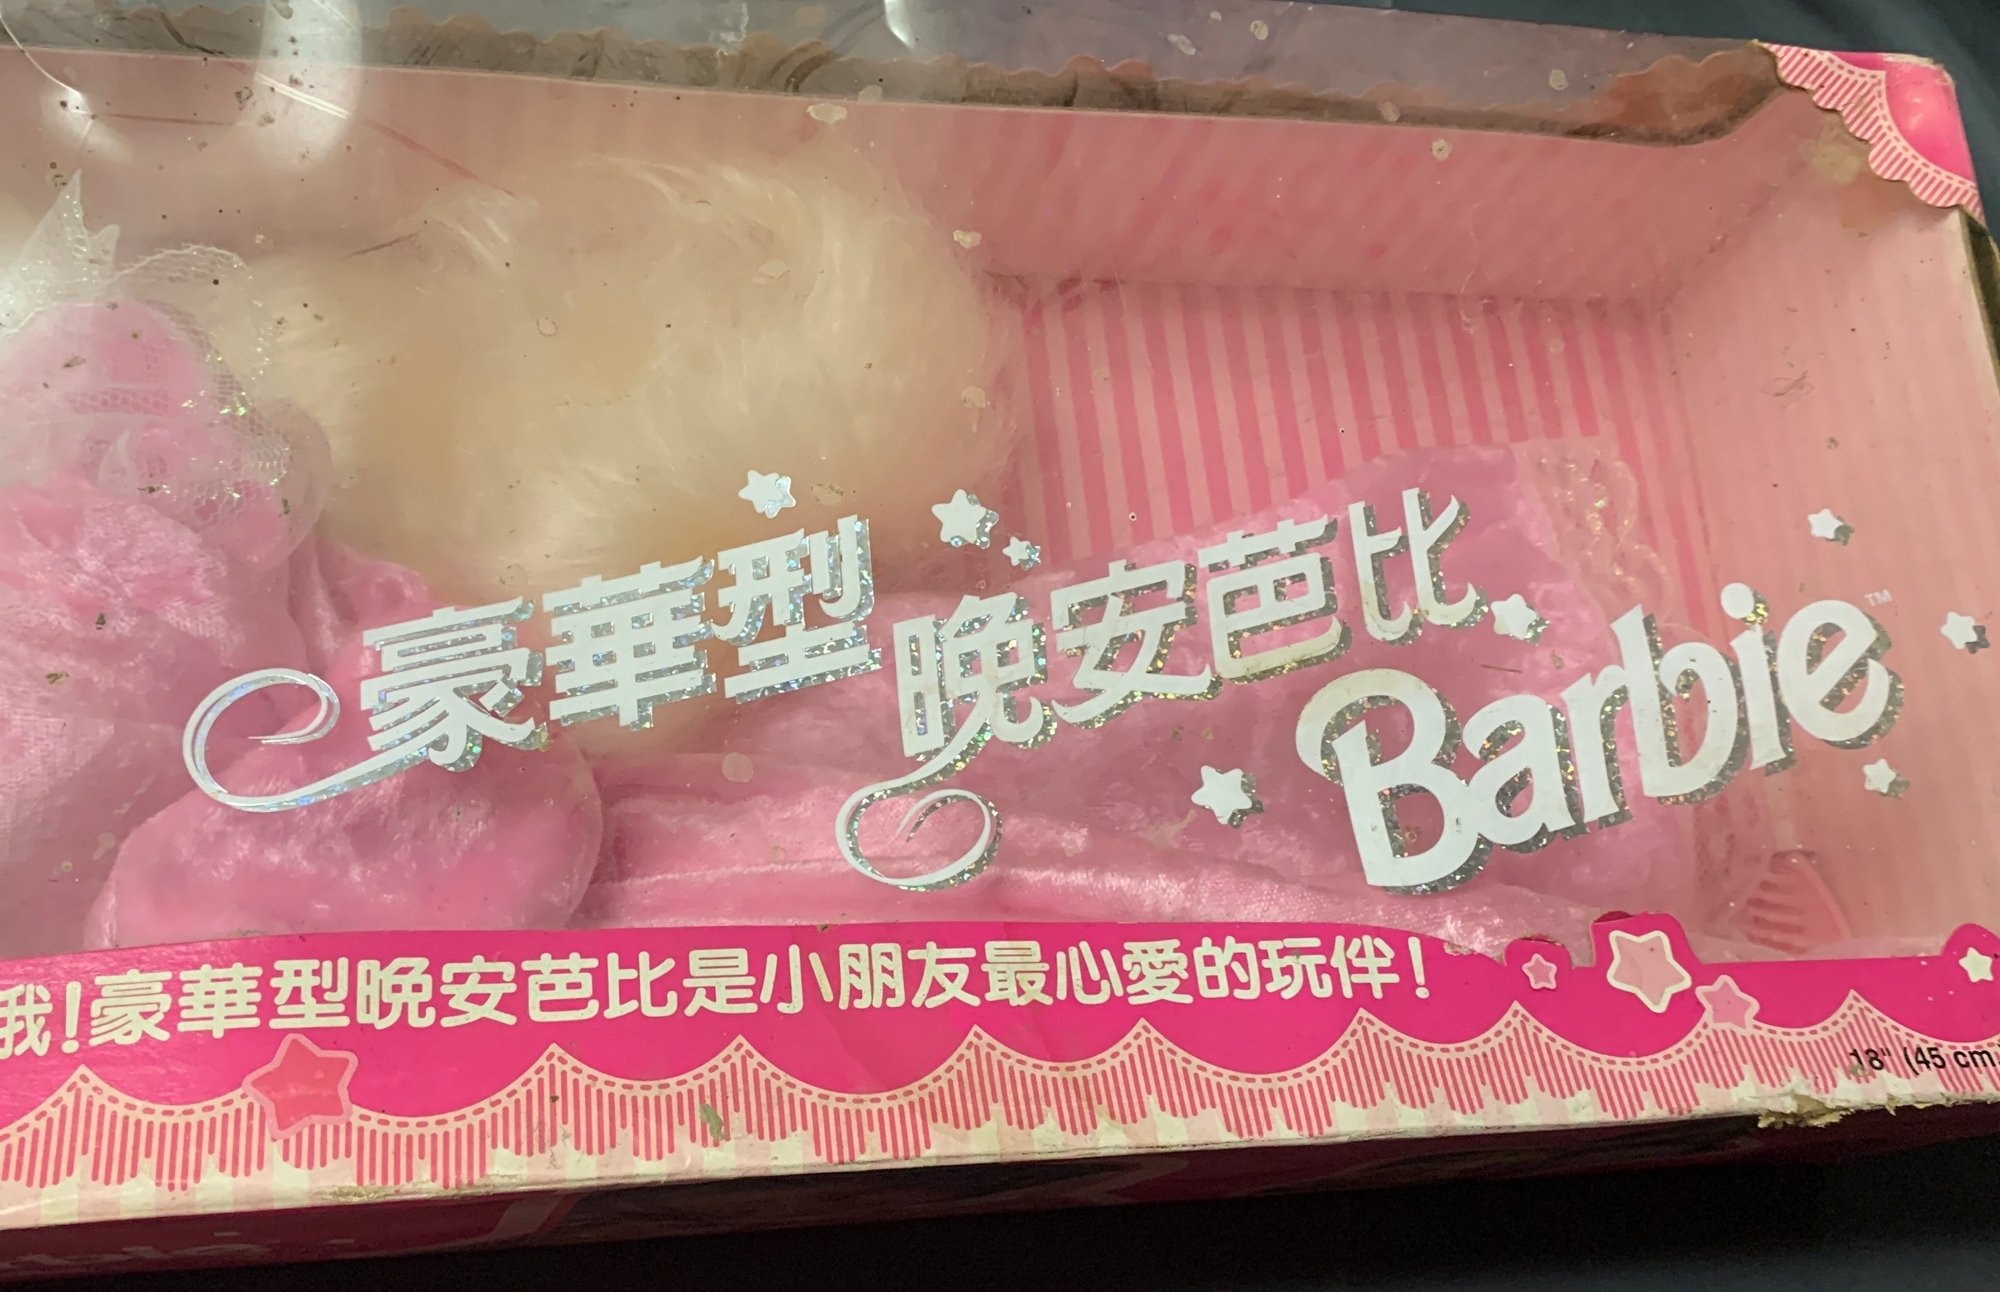 豪華型
晚安芭比
Barbie™
我!豪華型晚安芭比是小朋友最心愛的玩伴!
18" (45 cm.)